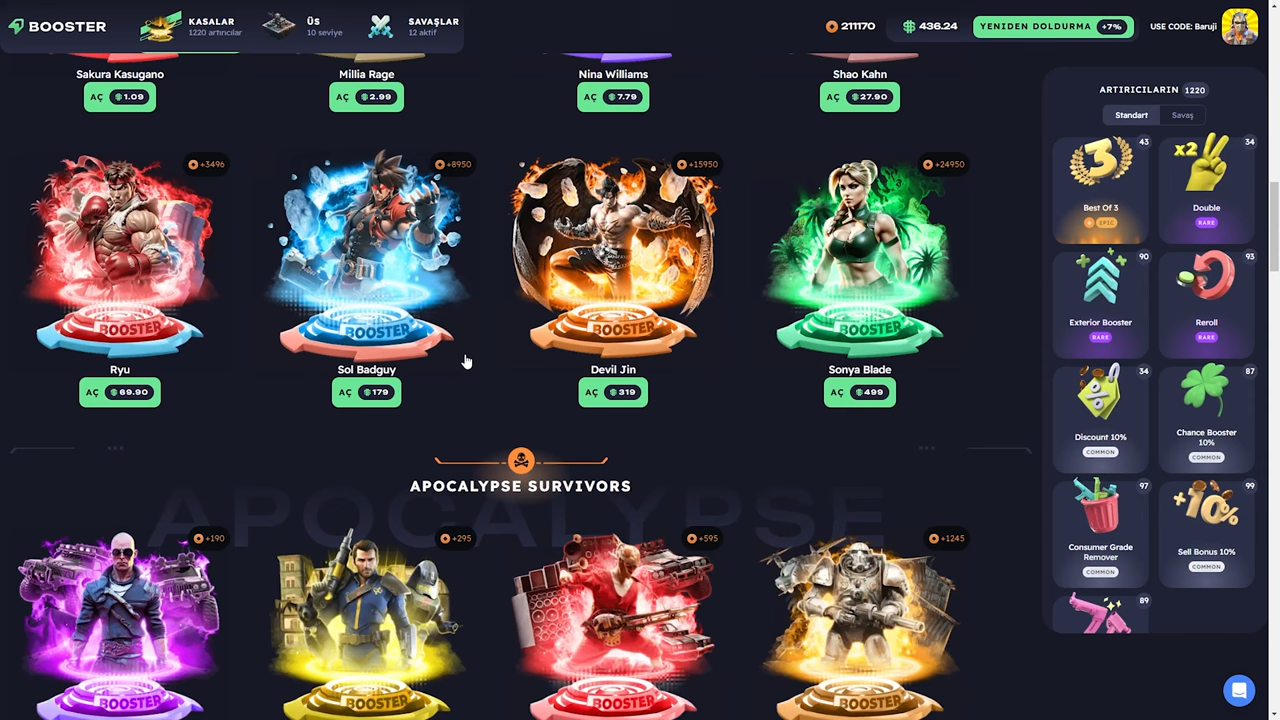 BOOSTER
KASALAR
1220 artırıcılar
ÜS
10 seviye
SAVAŞLAR
12 aktif
211170
436.24
YENİDEN DOLDURMA +7%
USE CODE: Baruji
Sakura Kasugano
AÇ 1.09
Millia Rage
AÇ 2.99
Nina Williams
AÇ 7.79
Shao Kahn
AÇ 27.90
+3496
BOOSTER
Ryu
AÇ 69.90
+8950
BOOSTER
Sol Badguy
AÇ 179
+15950
BOOSTER
Devil Jin
AÇ 319
+24950
BOOSTER
Sonya Blade
AÇ 499
APOCALYPSE SURVIVORS
APOCALYPSE
+190
BOOSTER
+295
BOOSTER
+595
BOOSTER
+1245
BOOSTER
ARTIRICILARIN 1220
Standart
Savaş
43
3
Best Of 3
EPIC
34
x2
Double
RARE
90
Exterior Booster
RARE
93
Reroll
RARE
34
%
Discount 10%
COMMON
87
Chance Booster
10%
COMMON
97
Consumer Grade
Remover
COMMON
99
+10%
Sell Bonus 10%
COMMON
89